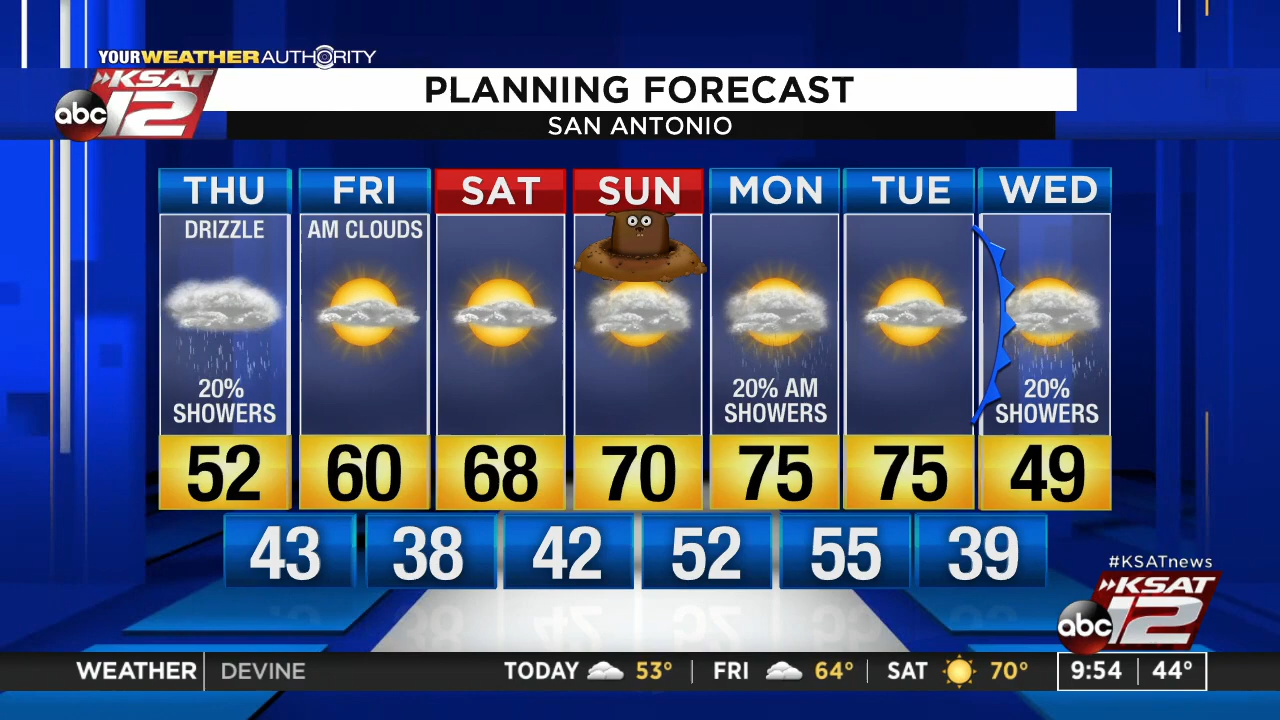 YOURWEATHERAUTHORITY
KSAT
abc 12
PLANNING FORECAST
SAN ANTONIO
THU FRI SAT SUN MON TUE WED
DRIZZLE AM CLOUDS
20% SHOWERS
20% AM SHOWERS
20% SHOWERS
52 60 68 70 75 75 49
43 38 42 52 55 39
#KSATnews
KSAT
abc 12
WEATHER DEVINE TODAY 53° FRI 64° SAT 70° 9:54 44°